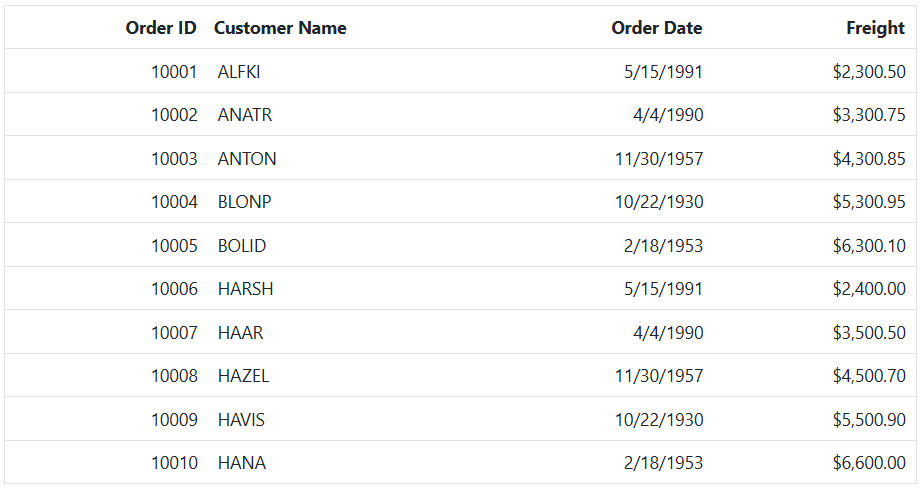 Order ID Customer Name Order Date Freight
10001 ALFKI 5/15/1991 $2,300.50
10002 ANATR 4/4/1990 $3,300.75
10003 ANTON 11/30/1957 $4,300.85
10004 BLONP 10/22/1930 $5,300.95
10005 BOLID 2/18/1953 $6,300.10
10006 HARSH 5/15/1991 $2,400.00
10007 HAAR 4/4/1990 $3,500.50
10008 HAZEL 11/30/1957 $4,500.70
10009 HAVIS 10/22/1930 $5,500.90
10010 HANA 2/18/1953 $6,600.00